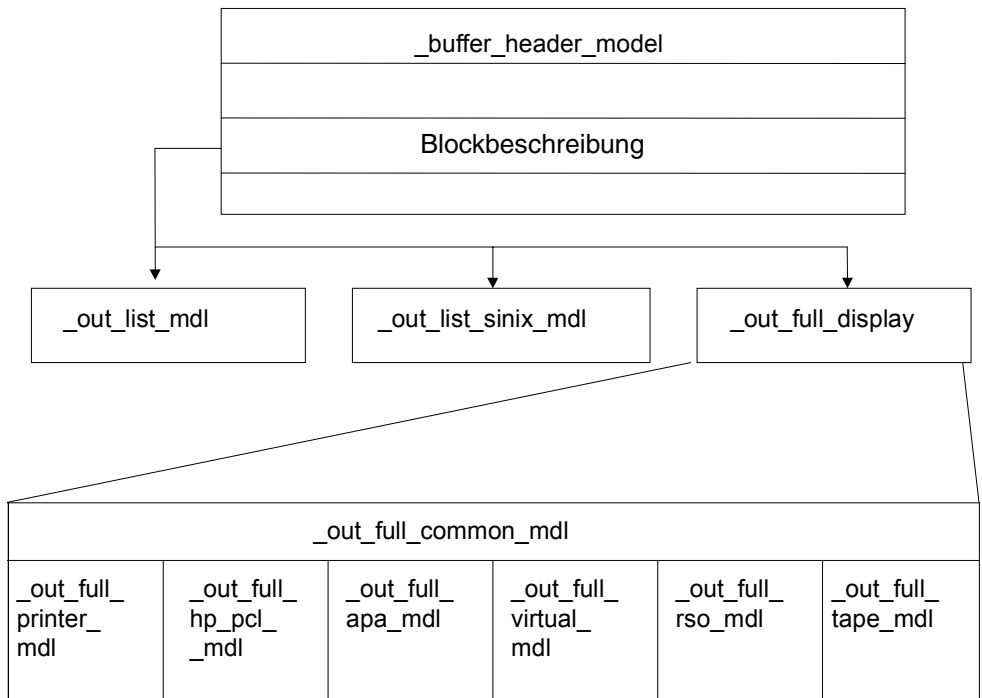 _buffer_header_model
Blockbeschreibung
_out_list_mdl
_out_list_sinix_mdl
_out_full_display
_out_full_common_mdl
_out_full_
printer_
mdl
_out_full_
hp_pcl_
_mdl
_out_full_
apa_mdl
_out_full_
virtual_
mdl
_out_full_
rso_mdl
_out_full_
tape_mdl